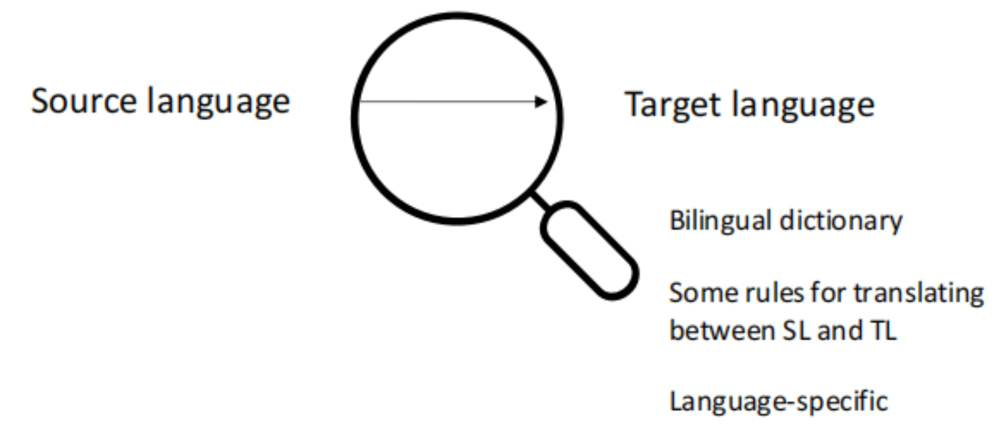 Source language
Target language
Bilingual dictionary
Some rules for translating
between SL and TL
Language-specific